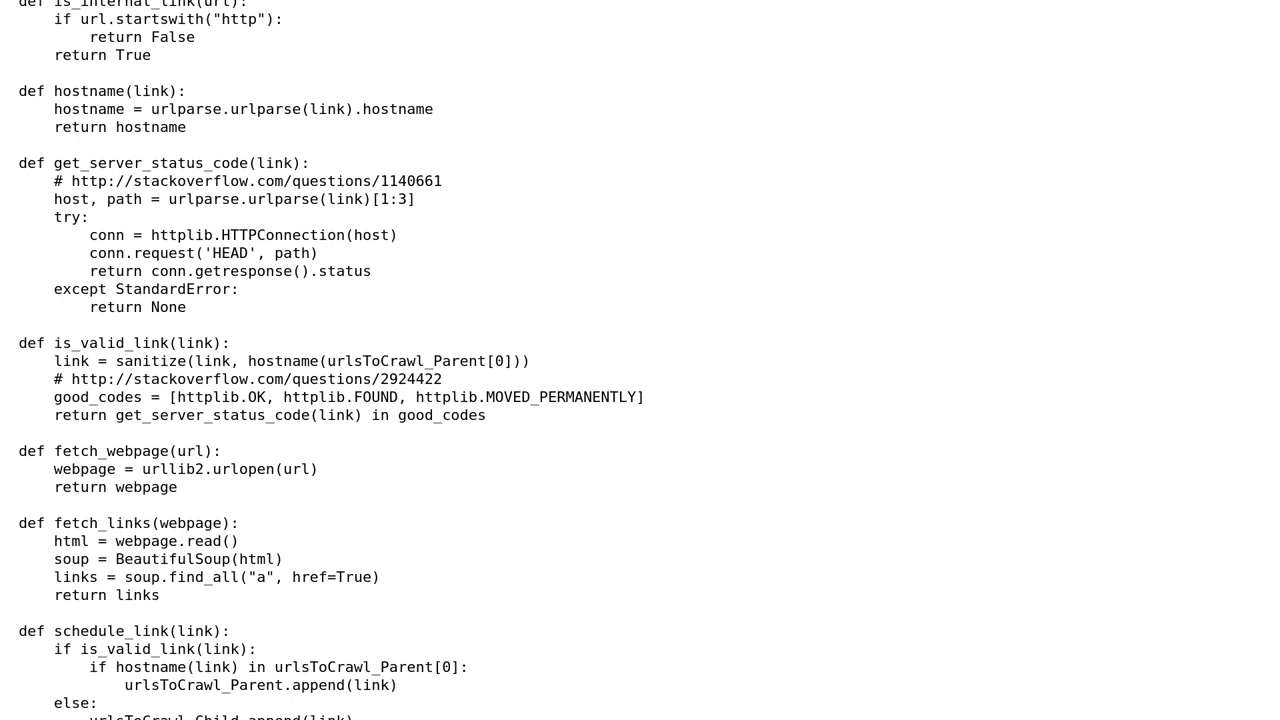 def is_internal_link(url):
    if url.startswith("http"):
        return False
    return True

def hostname(link):
    hostname = urlparse.urlparse(link).hostname
    return hostname

def get_server_status_code(link):
    # http://stackoverflow.com/questions/1140661
    host, path = urlparse.urlparse(link)[1:3]
    try:
        conn = httplib.HTTPConnection(host)
        conn.request('HEAD', path)
        return conn.getresponse().status
    except StandardError:
        return None

def is_valid_link(link):
    link = sanitize(link, hostname(urlsToCrawl_Parent[0]))
    # http://stackoverflow.com/questions/2924422
    good_codes = [httplib.OK, httplib.FOUND, httplib.MOVED_PERMANENTLY]
    return get_server_status_code(link) in good_codes

def fetch_webpage(url):
    webpage = urllib2.urlopen(url)
    return webpage

def fetch_links(webpage):
    html = webpage.read()
    soup = BeautifulSoup(html)
    links = soup.find_all("a", href=True)
    return links

def schedule_link(link):
    if is_valid_link(link):
        if hostname(link) in urlsToCrawl_Parent[0]:
            urlsToCrawl_Parent.append(link)
    else:
        urlsToCrawl_Child.append(link)